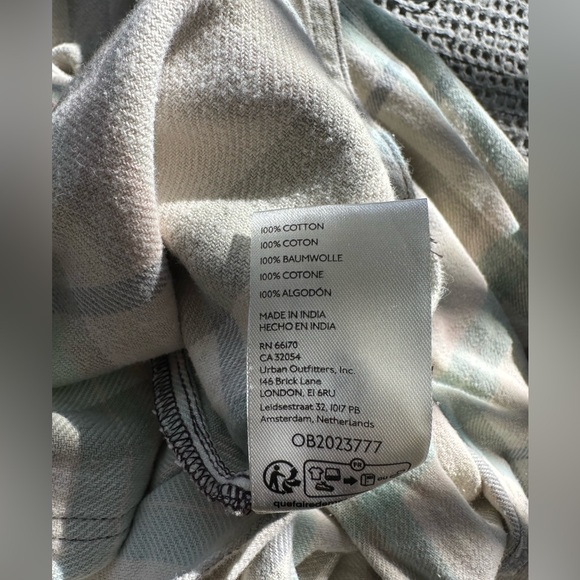 100% COTTON
100% COTON
100% BAUMWOLLE
100% COTONE
100% ALGODÓN
MADE IN INDIA
HECHO EN INDIA
RN 66170
CA 32054
Urban Outfitters, Inc.
146 Brick Lane
LONDON, E1 6RU
Leidsestraat 32, 1017 PB
Amsterdam, Netherlands
OB2023777
FR